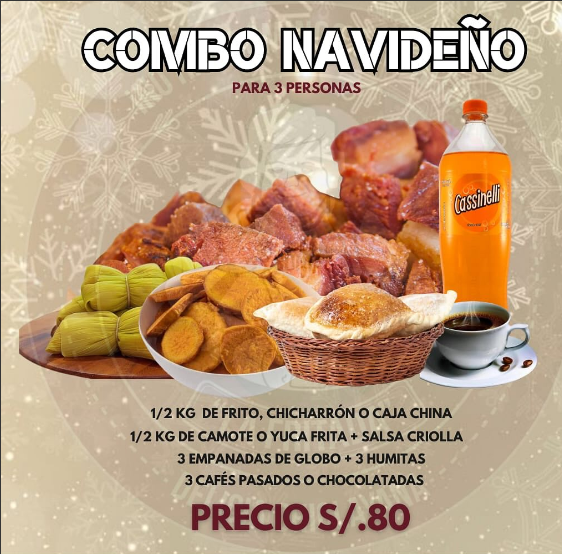 COMBO NAVIDEÑO
PARA 3 PERSONAS
Cassinelli
1/2 KG DE FRITO, CHICHARRÓN O CAJA CHINA
1/2 KG DE CAMOTE O YUCA FRITA + SALSA CRIOLLA
3 EMPANADAS DE GLOBO + 3 HUMITAS
3 CAFÉS PASADOS O CHOCOLATADAS
PRECIO S/.80